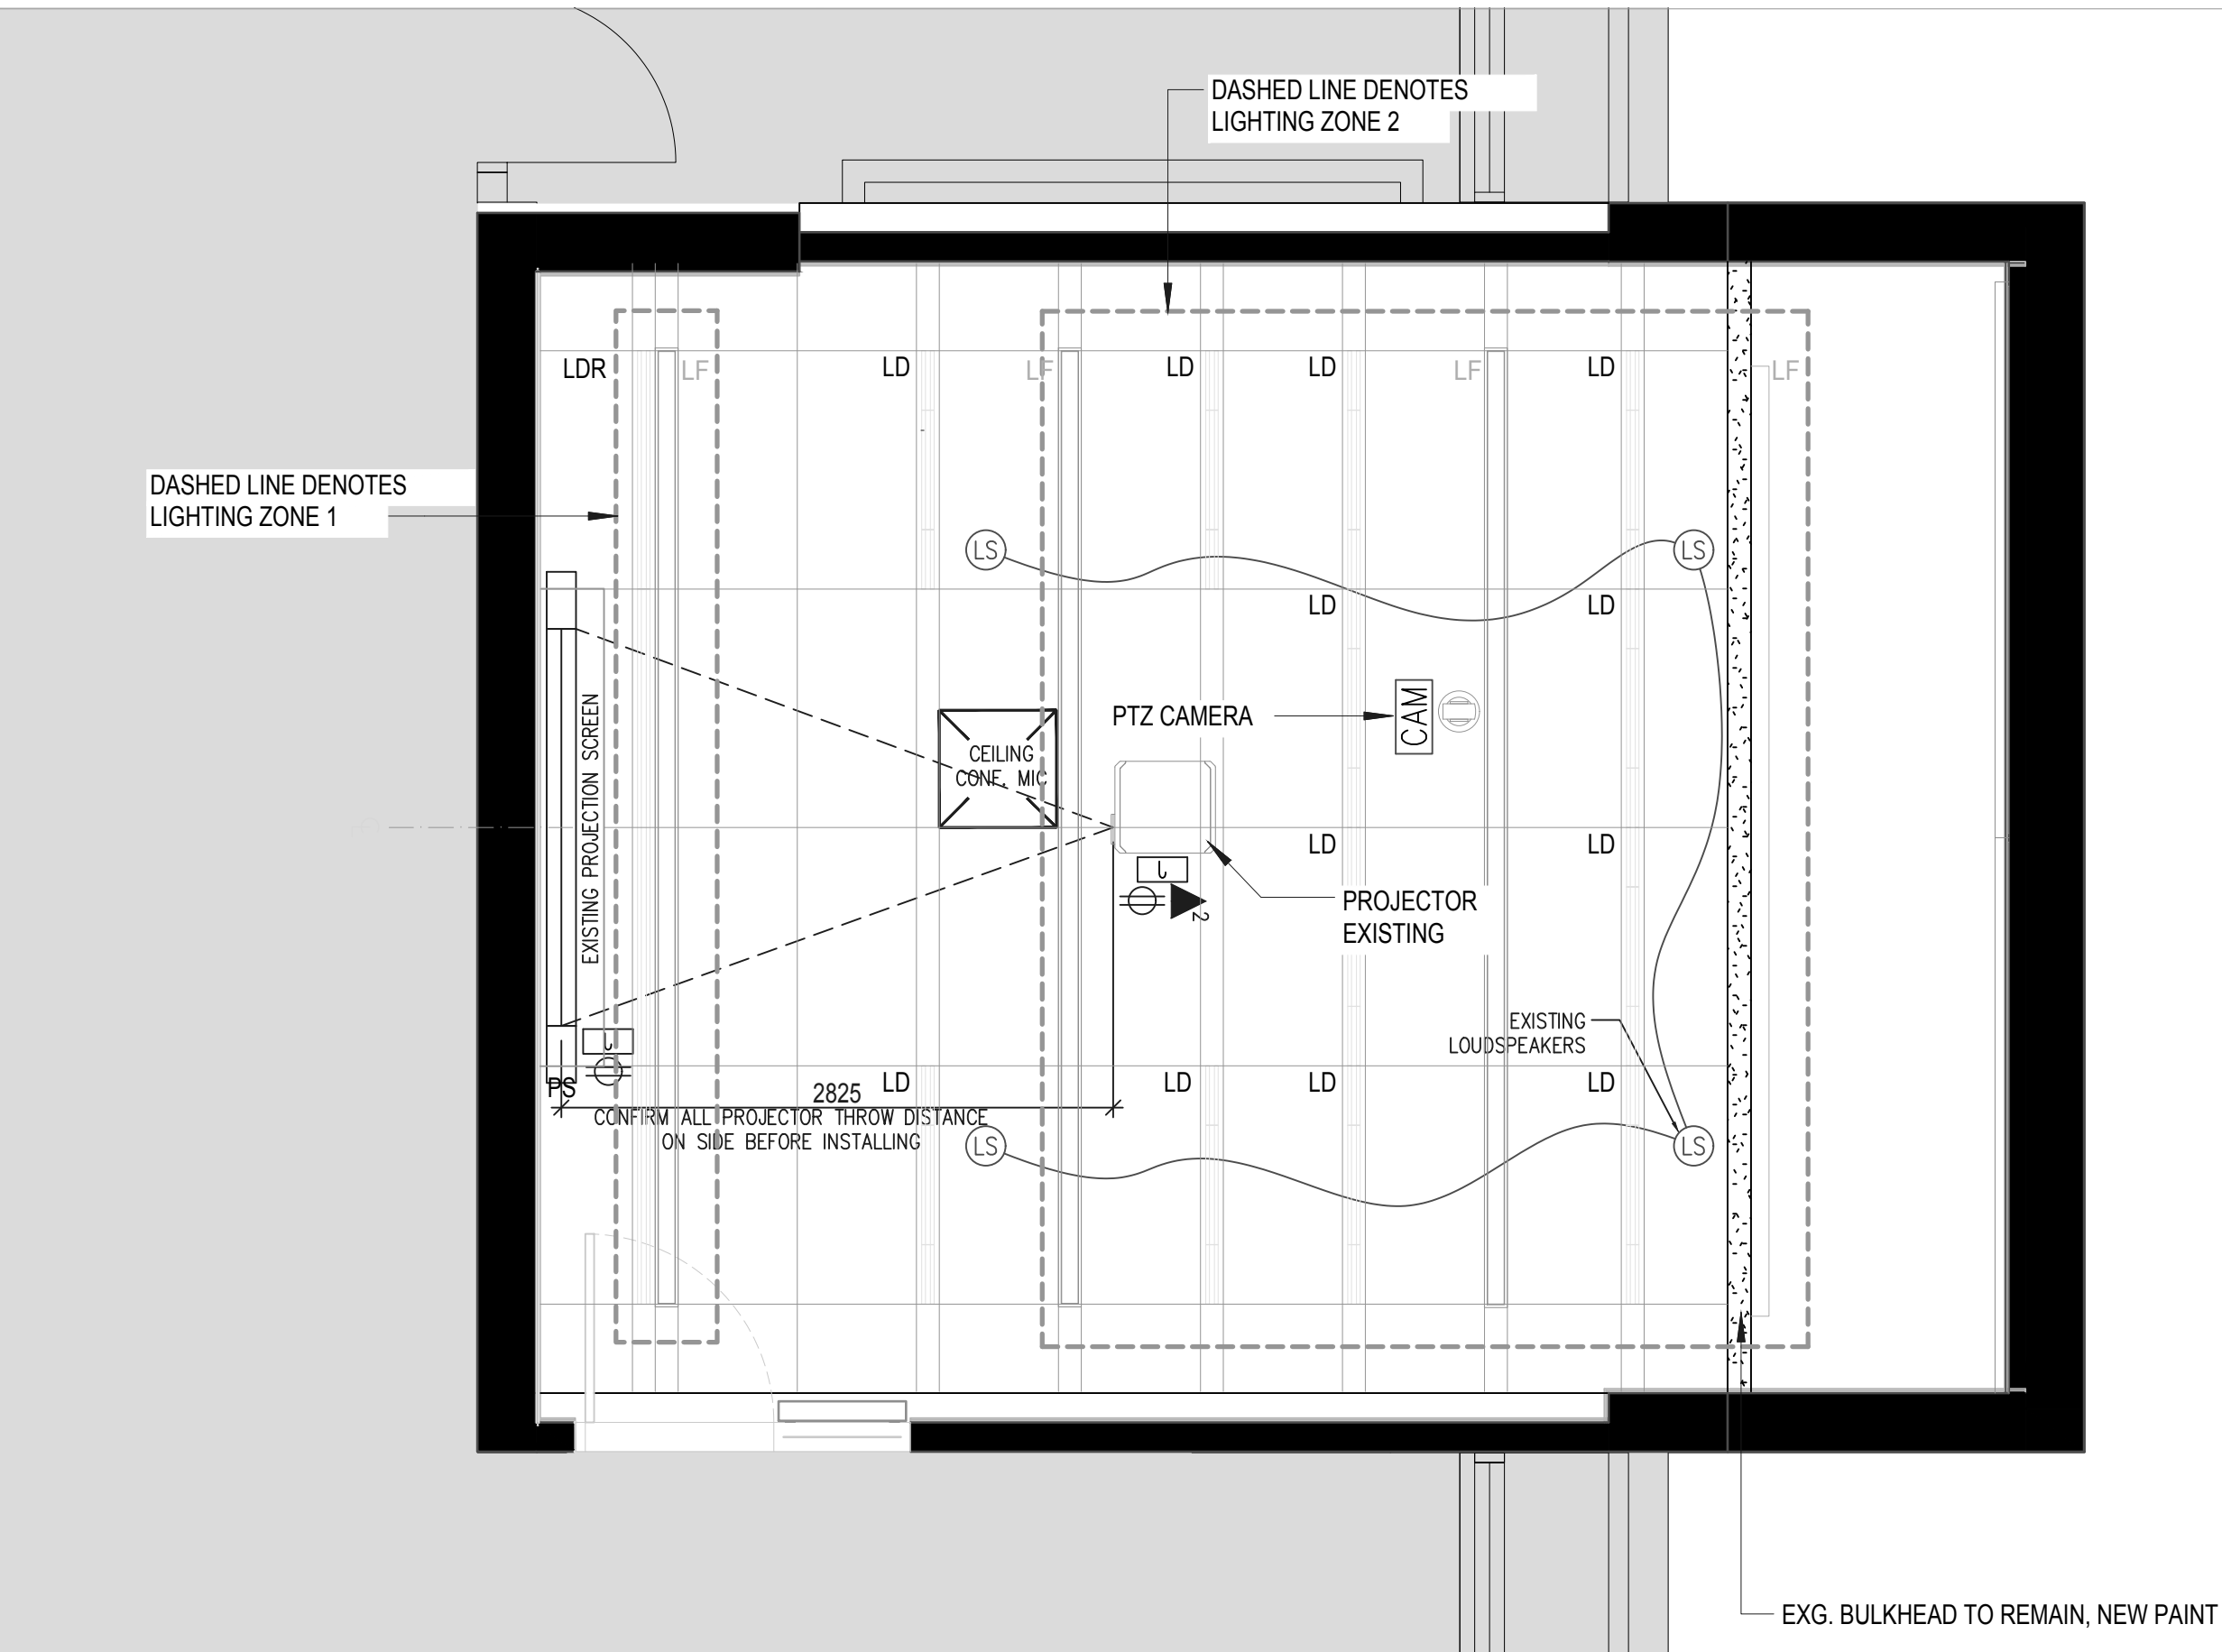 DASHED LINE DENOTES
LIGHTING ZONE 2
LDR
LF
LD
LF
LD
LD
LF
LD
LF
DASHED LINE DENOTES
LIGHTING ZONE 1
LS
LS
LD
LD
EXISTING PROJECTION SCREEN
PTZ CAMERA
CAM
CEILING
CONF. MIC
LD
LD
J
2
PROJECTOR
EXISTING
EXISTING
LOUDSPEAKERS
J
PS
2825
LD
LD
LD
LD
CONFIRM ALL PROJECTOR THROW DISTANCE
ON SIDE BEFORE INSTALLING
LS
LS
EXG. BULKHEAD TO REMAIN, NEW PAINT